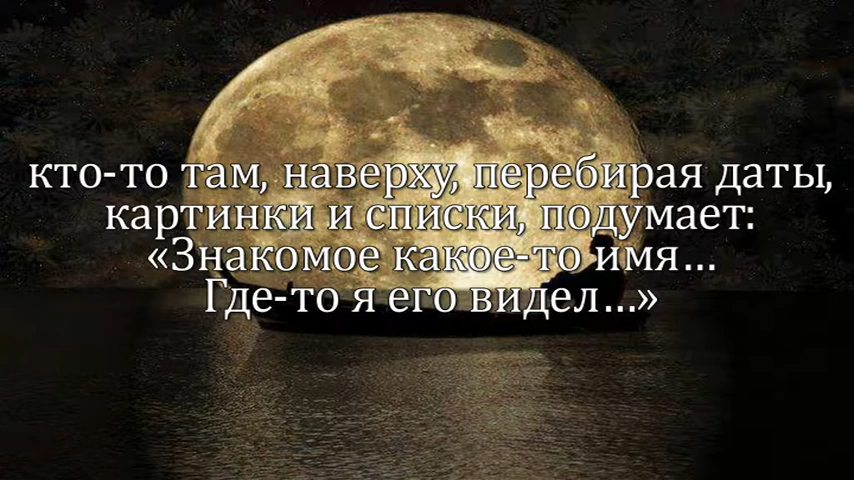 кто-то там, наверху, перебирая даты,
картинки и списки, подумает:
«Знакомое какое-то имя...
Где-то я его видел...»